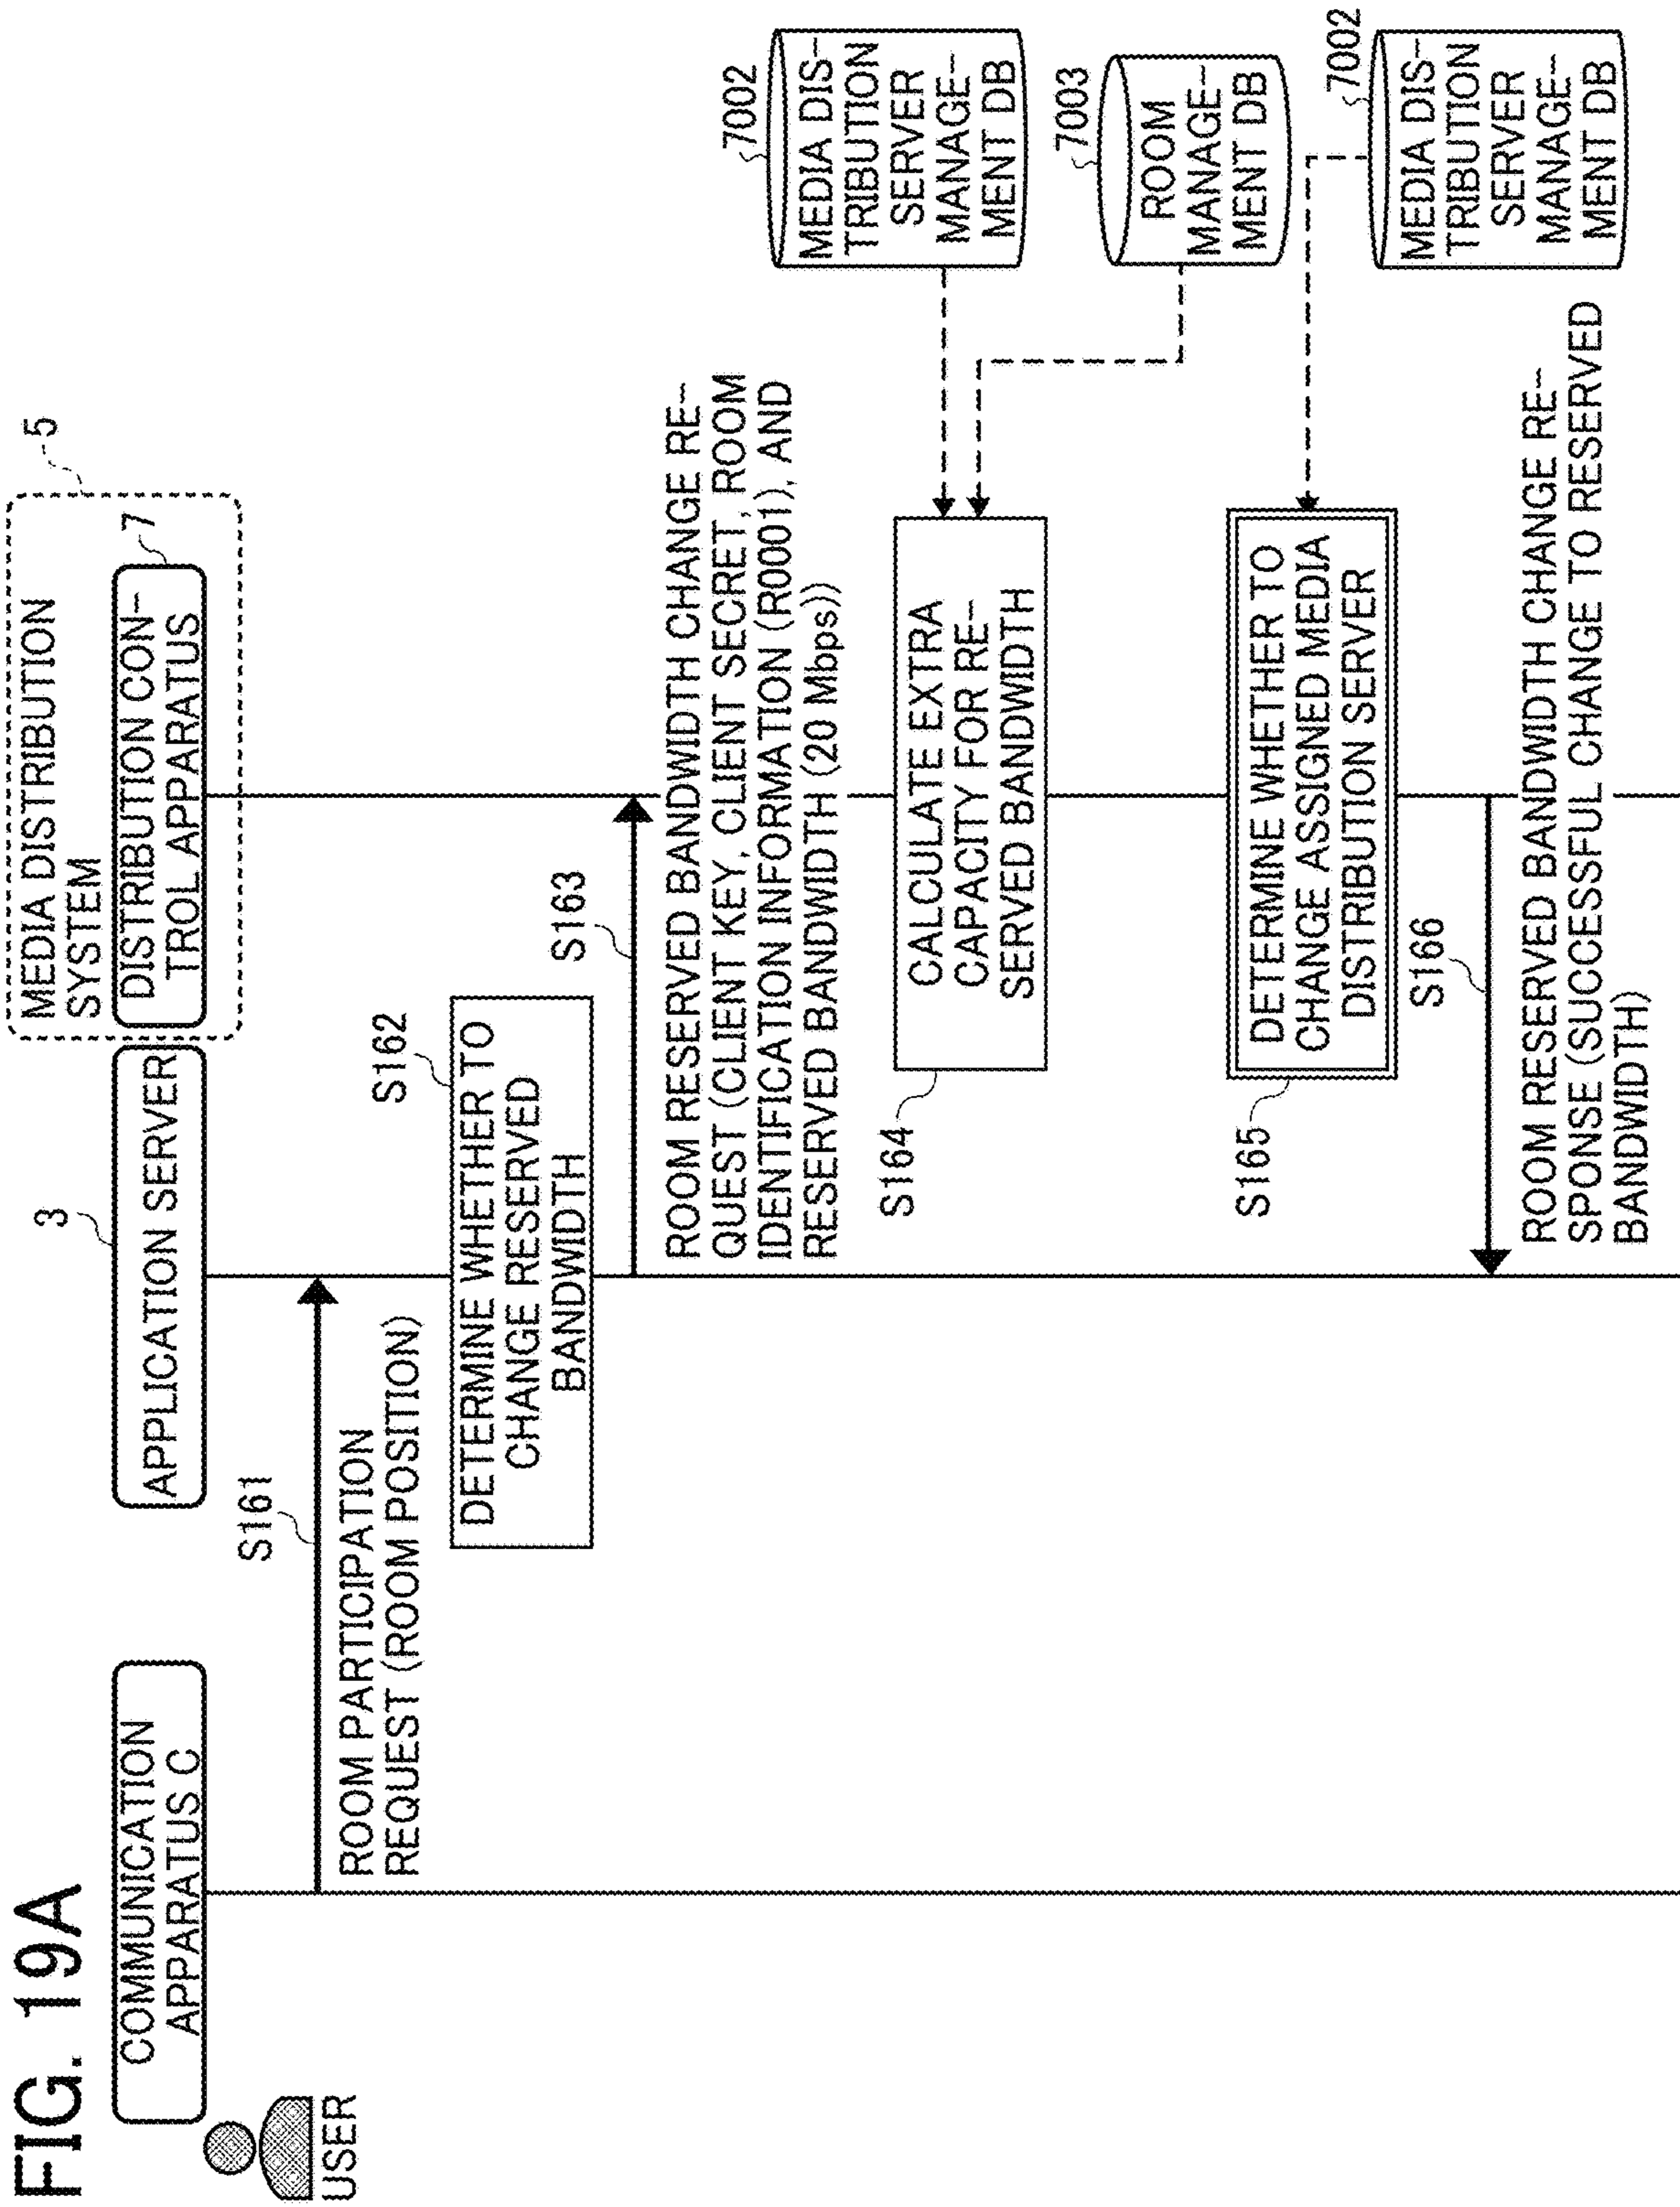 FIG. 19A
USER
COMMUNICATION
APPARATUS C
3
APPLICATION SERVER
MEDIA DISTRIBUTION
SYSTEM
5
DISTRIBUTION CON-
TROL APPARATUS
7
S161
ROOM PARTICIPATION
REQUEST (ROOM POSITION)
S162
DETERMINE WHETHER TO
CHANGE RESERVED
BANDWIDTH
S163
ROOM RESERVED BANDWIDTH CHANGE RE-
QUEST (CLIENT KEY, CLIENT SECRET, ROOM
IDENTIFICATION INFORMATION (R0001), AND
RESERVED BANDWIDTH (20 Mbps))
S164
CALCULATE EXTRA
CAPACITY FOR RE-
SERVED BANDWIDTH
7002
MEDIA DIS-
TRIBUTION
SERVER
MANAGE-
MENT DB
7003
ROOM
MANAGE-
MENT DB
S165
DETERMINE WHETHER TO
CHANGE ASSIGNED MEDIA
DISTRIBUTION SERVER
7002
MEDIA DIS-
TRIBUTION
SERVER
MANAGE-
MENT DB
S166
ROOM RESERVED BANDWIDTH CHANGE RE-
SPONSE (SUCCESSFUL CHANGE TO RESERVED
BANDWIDTH)